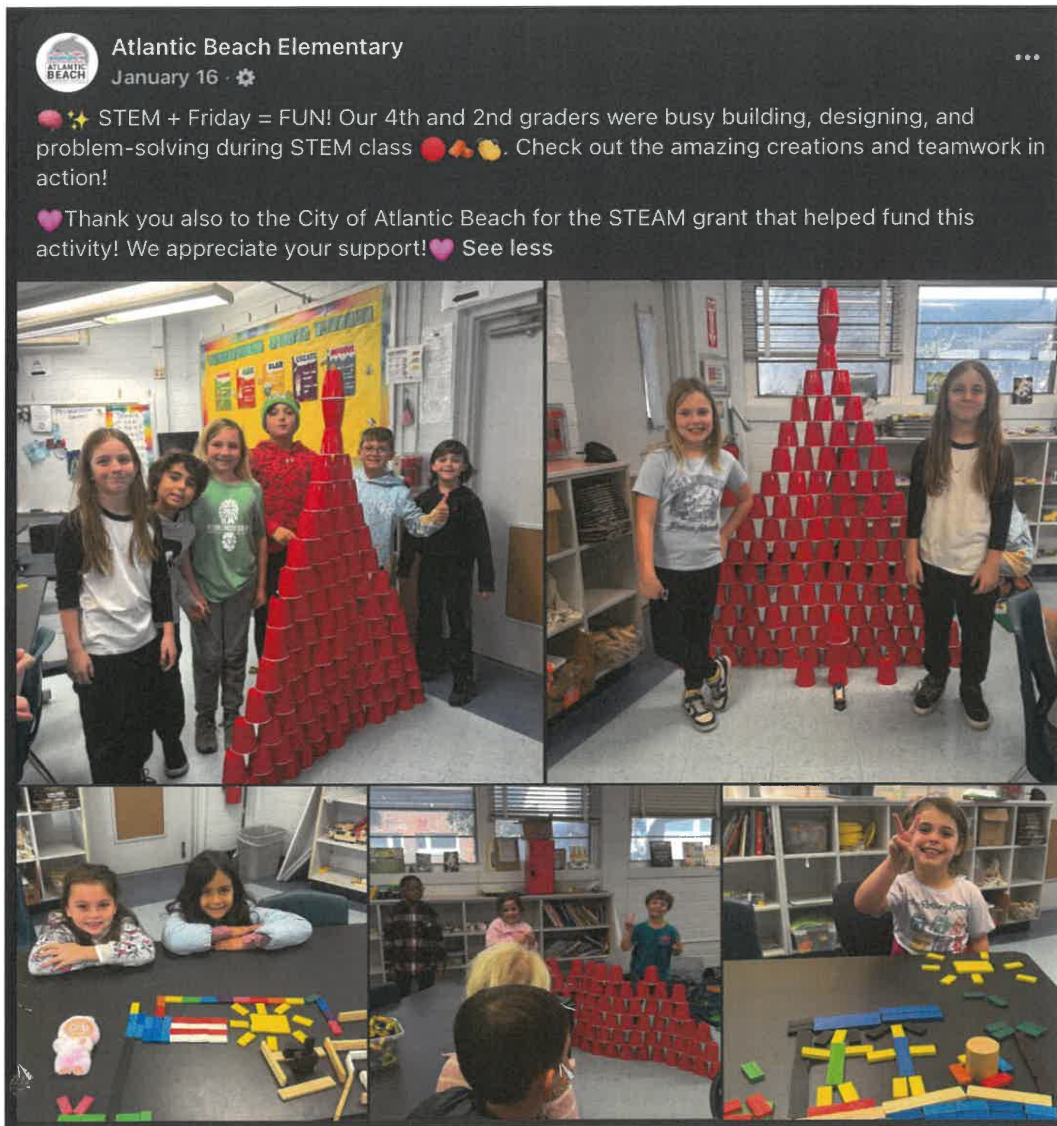 Atlantic Beach Elementary
January 16 ·
STEM + Friday = FUN! Our 4th and 2nd graders were busy building, designing, and
problem-solving during STEM class. Check out the amazing creations and teamwork in
action!
Thank you also to the City of Atlantic Beach for the STEAM grant that helped fund this
activity! We appreciate your support! See less
ATLANTIC
BEACH